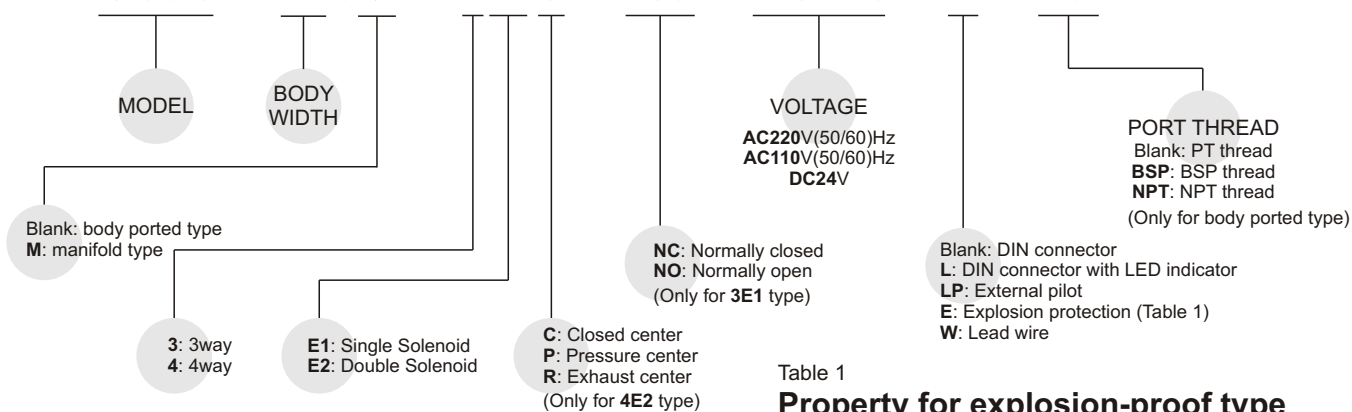 MODEL
BODY
WIDTH
VOLTAGE
AC220V(50/60)Hz
AC110V(50/60)Hz
DC24V
PORT THREAD
Blank: PT thread
BSP: BSP thread
NPT: NPT thread
(Only for body ported type)
Blank: body ported type
M: manifold type
3: 3way
4: 4way
E1: Single Solenoid
E2: Double Solenoid
C: Closed center
P: Pressure center
R: Exhaust center
(Only for 4E2 type)
NC: Normally closed
NO: Normally open
(Only for 3E1 type)
Blank: DIN connector
L: DIN connector with LED indicator
LP: External pilot
E: Explosion protection (Table 1)
W: Lead wire
Table 1
Property for explosion-proof type